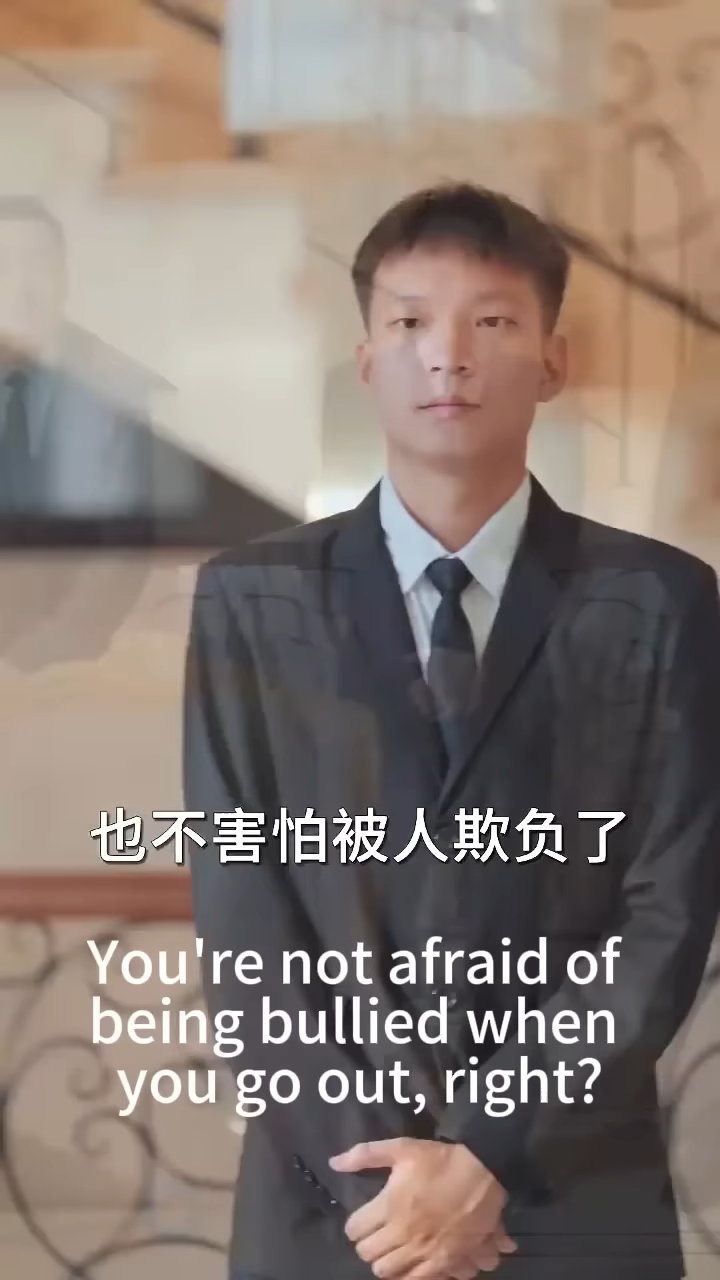 也不害怕被人欺负了
You're not afraid of
being bullied when
you go out, right?